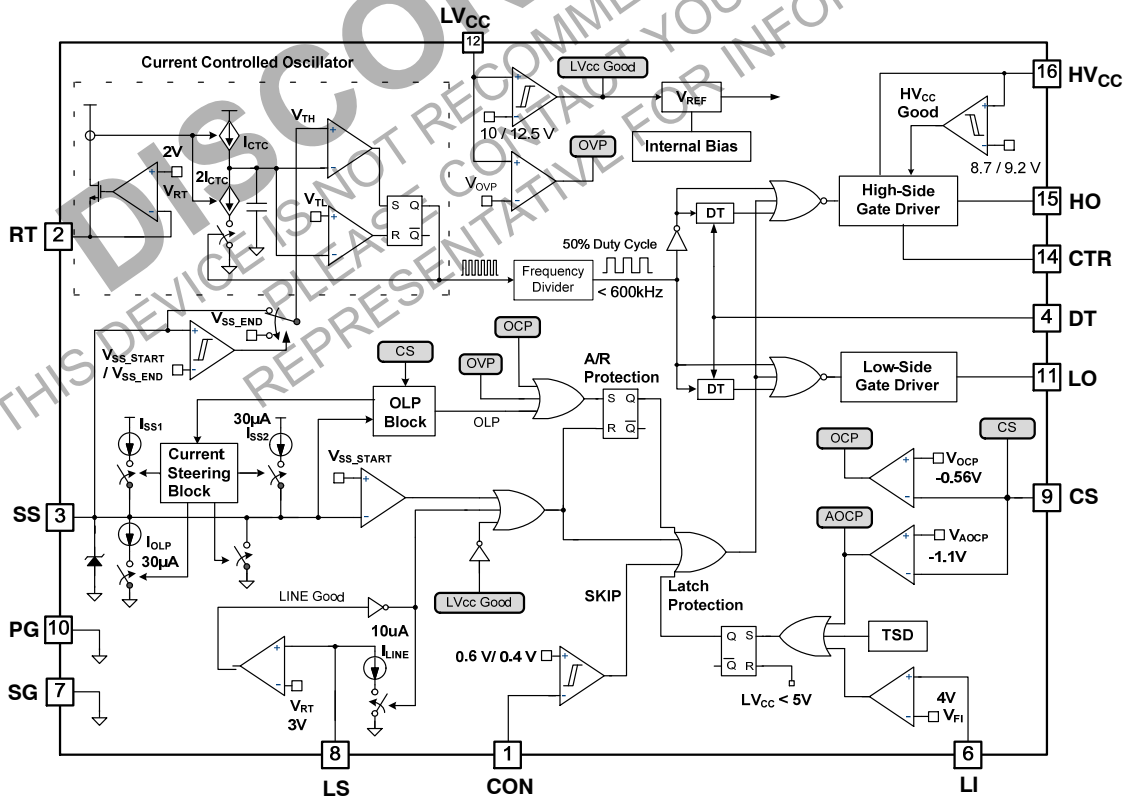 DISCON
THIS DEVICE IS NOT RECOMME
PLEASE CONTACT YOU
REPRESENTATIVE FOR INFOR
LVCC
12
Current Controlled Oscillator
LVcc Good
VREF
Internal Bias
10 / 12.5 V
OVP
VOVP
16 HVCC
HVCC
Good
8.7 / 9.2 V
VTH
ICTC
2V
2ICTC
VRT
VTL
S Q
R Q
RT 2
High-Side
Gate Driver
15 HO
DT
14 CTR
50% Duty Cycle
Frequency
Divider
< 600kHz
4 DT
VSS_END
VSS_START
/ VSS_END
OCP
CS
OVP
A/R
Protection
DT
Low-Side
Gate Driver
11 LO
OLP
Block
OLP
S Q
R Q
ISS1
30µA
ISS2
Current
Steering
Block
VSS_START
OCP
CS
VOCP
-0.56V
9 CS
SS 3
IOLP
30µA
AOCP
VAOCP
-1.1V
LINE Good
LVcc Good
SKIP
Latch
Protection
PG 10
10uA
ILINE
0.6 V/ 0.4 V
Q S
Q R
TSD
SG 7
VRT
3V
LVCC < 5V
4V
VFI
8
1
6
LS
CON
LI